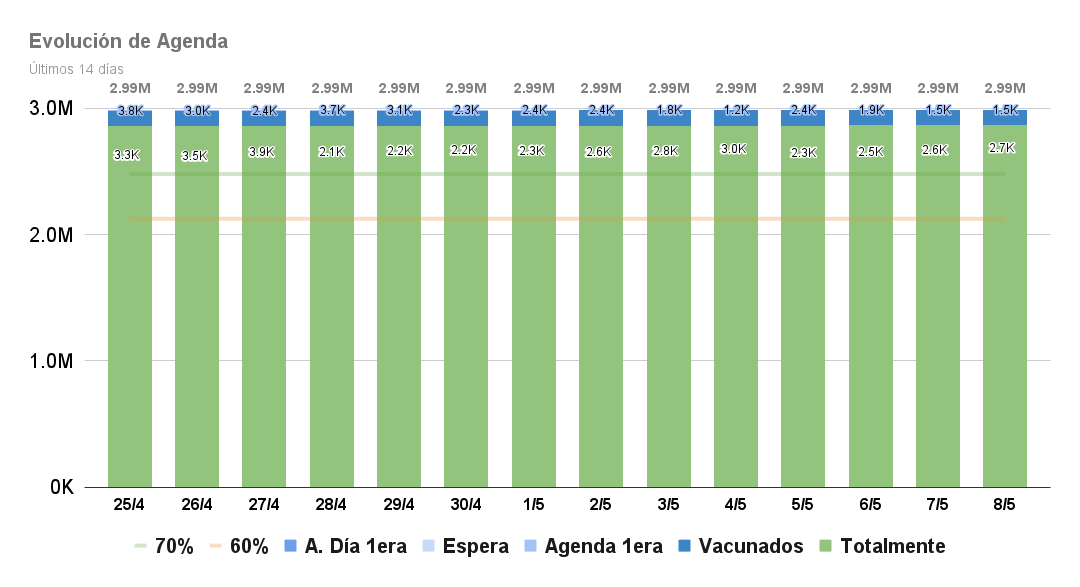 Evolución de Agenda
Últimos 14 días
2.99M 2.99M 2.99M 2.99M 2.99M 2.99M 2.99M 2.99M 2.99M 2.99M 2.99M 2.99M 2.99M 2.99M
3.0M
3.8K 3.0K 2.4K 3.7K 3.1K 2.3K 2.4K 2.4K 1.8K 1.2K 2.4K 1.9K 1.5K 1.5K
3.3K 3.5K 3.9K 2.1K 2.2K 2.2K 2.3K 2.6K 2.8K 3.0K 2.3K 2.5K 2.6K 2.7K
2.0M
1.0M
0K
25/4 26/4 27/4 28/4 29/4 30/4 1/5 2/5 3/5 4/5 5/5 6/5 7/5 8/5
70% 60% A. Día 1era Espera Agenda 1era Vacunados Totalmente